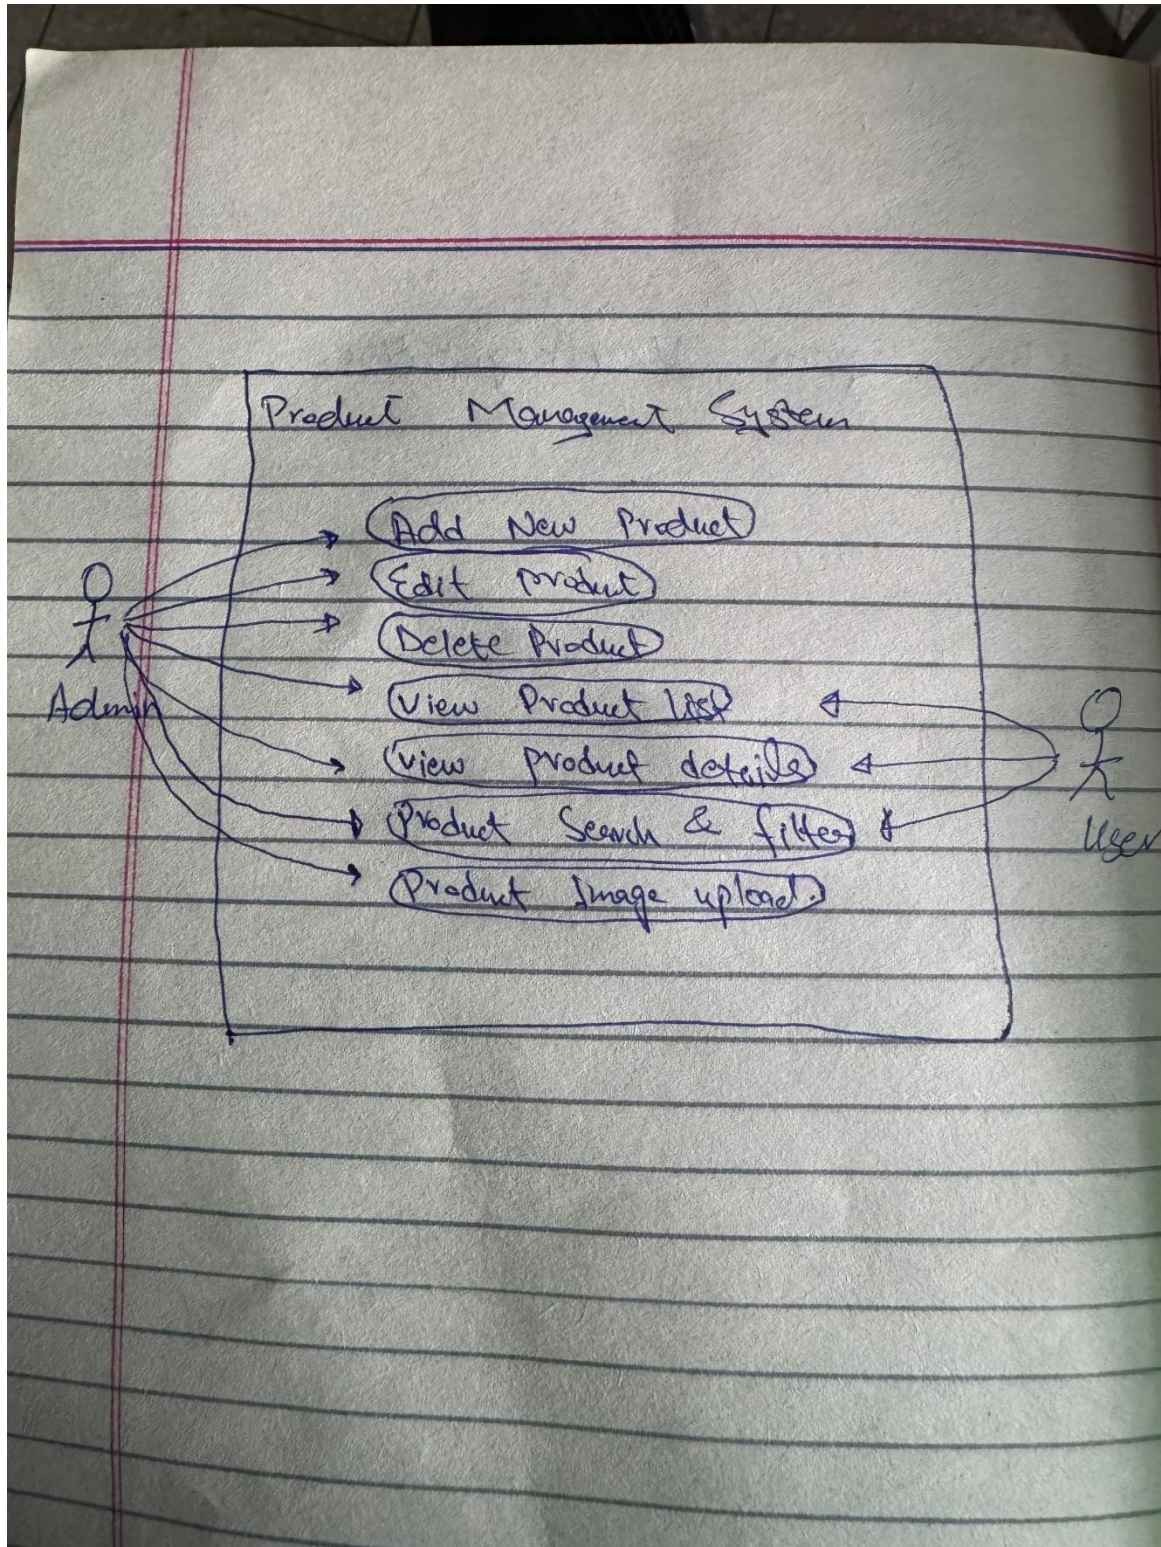 Product Management System
Add New Product
Edit product
Delete Product
Admin
View Product List
View product details
Product Search & filter
User
Product Image upload.